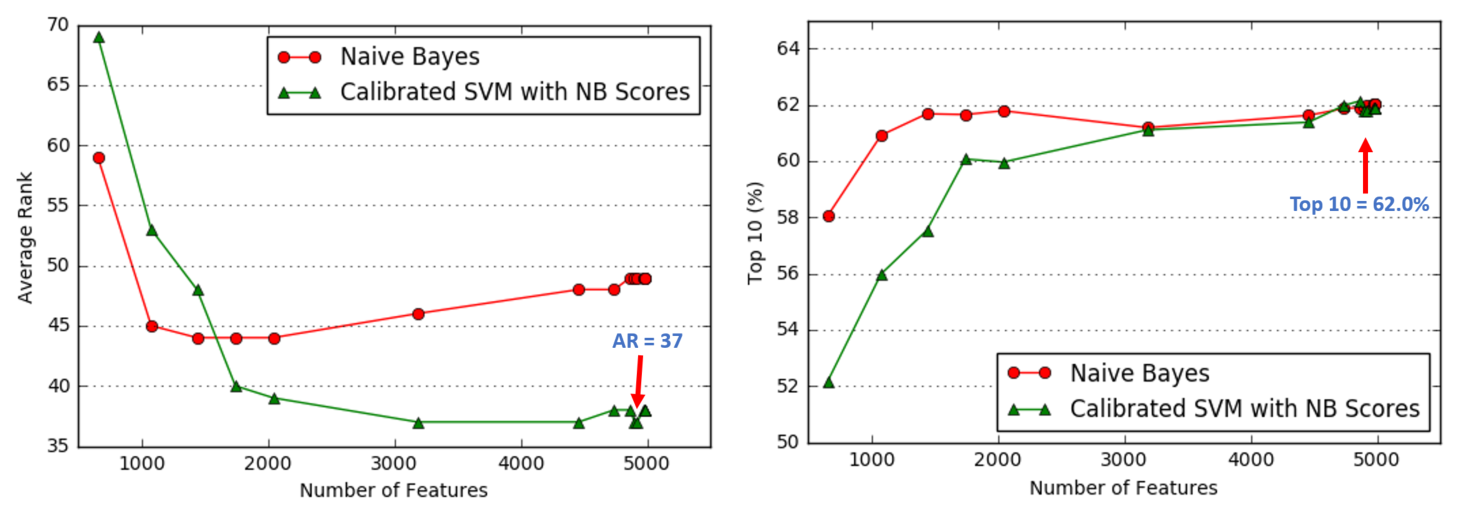 70
65
60
55
50
45
40
35
Average Rank
Naive Bayes
Calibrated SVM with NB Scores
AR = 37
1000 2000 3000 4000 5000
Number of Features
64
62
60
58
56
54
52
50
Top 10 (%)
Top 10 = 62.0%
Naive Bayes
Calibrated SVM with NB Scores
1000 2000 3000 4000 5000
Number of Features